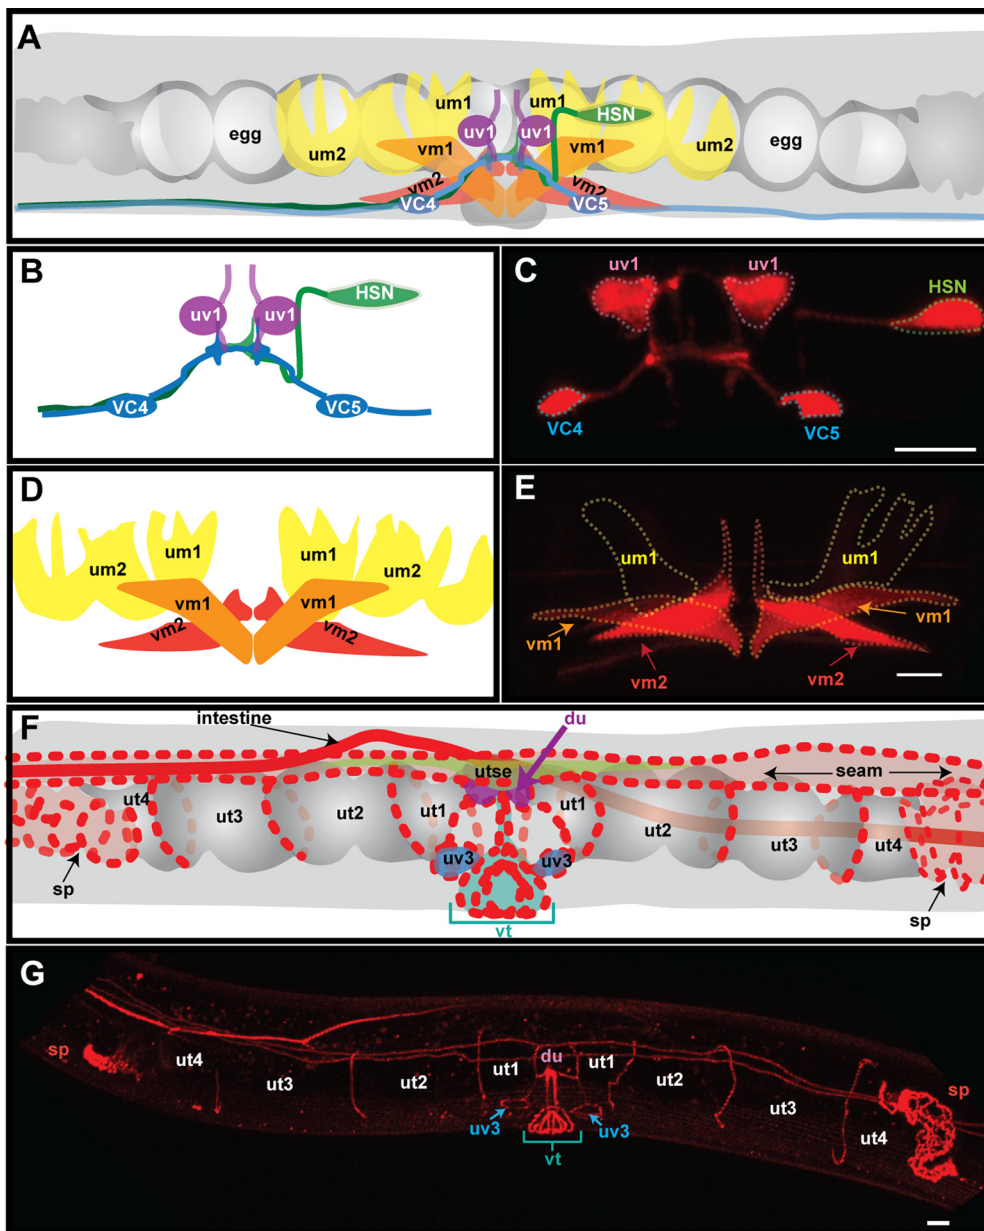 A
um1
um1
HSN
egg
uv1
uv1
egg
um2
vm1
vm1
um2
vm2
vm2
VC4
VC5
B
HSN
uv1
uv1
VC4
VC5
C
uv1
uv1
HSN
VC4
VC5
D
um1
um1
um2
um2
vm1
vm1
vm2
vm2
E
um1
um1
vm1
vm1
vm2
vm2
F
intestine
du
utse
seam
ut4
ut3
ut2
ut1
ut1
ut2
ut3
ut4
uv3
uv3
sp
sp
vt
G
sp
ut4
ut3
ut2
ut1
du
ut1
ut2
ut3
ut4
sp
uv3
uv3
vt